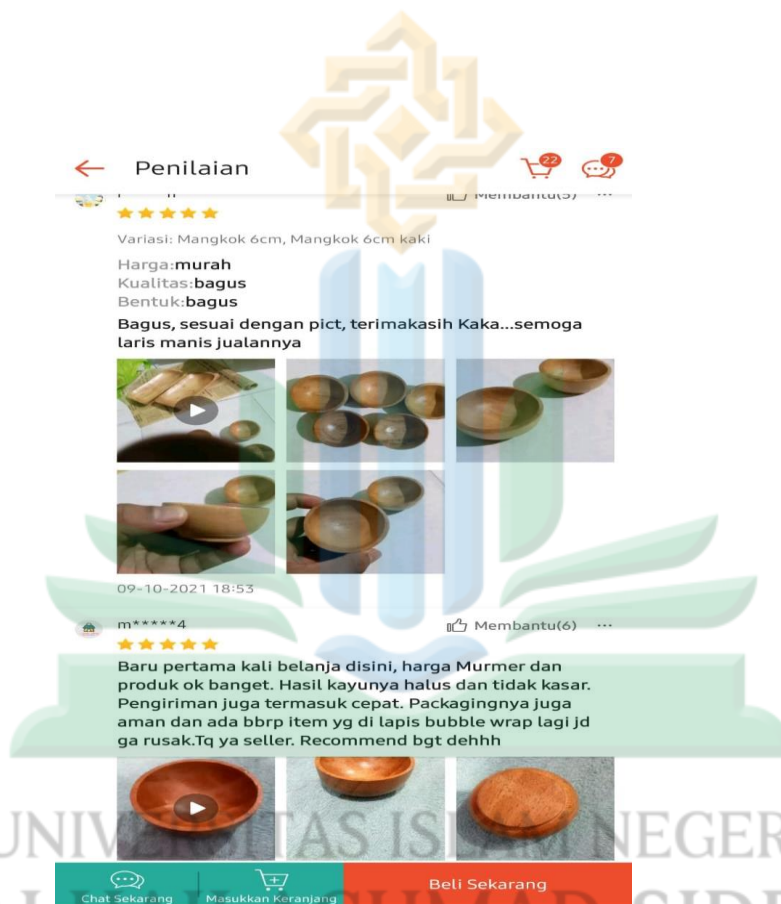 Penilaian
22
7
Membantu(5) ...
Variasi: Mangkok 6cm, Mangkok 6cm kaki
Harga:murah
Kualitas:bagus
Bentuk:bagus
Bagus, sesuai dengan pict, terimakasih Kaka...semoga
laris manis jualannya
09-10-2021 18:53
m*****4
Membantu(6) ...
Baru pertama kali belanja disini, harga Murmer dan
produk ok banget. Hasil kayunya halus dan tidak kasar.
Pengiriman juga termasuk cepat. Packagingnya juga
aman dan ada bbrp item yg di lapis bubble wrap lagi jd
ga rusak.Tq ya seller. Recommend bgt dehhh
UNIVERSITAS ISLAM NEGERI
Chat Sekarang
Masukkan Keranjang
Beli Sekarang